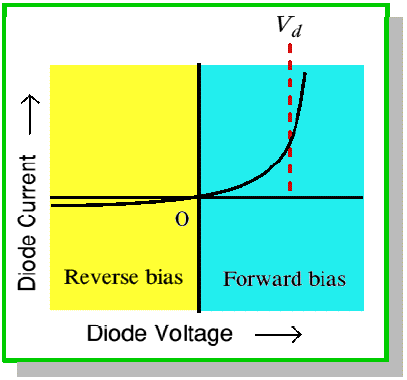 Vd
Diode Current
O
Reverse bias
Forward bias
Diode Voltage